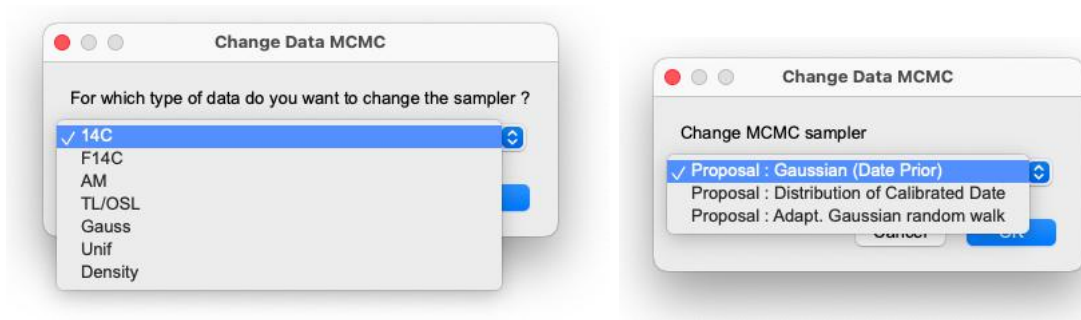 Change Data MCMC
For which type of data do you want to change the sampler ?
✓ 14C
F14C
AM
TL/OSL
Gauss
Unif
Density
Change Data MCMC
Change MCMC sampler
✓ Proposal : Gaussian (Date Prior)
Proposal : Distribution of Calibrated Date
Proposal : Adapt. Gaussian random walk
Cancel OK